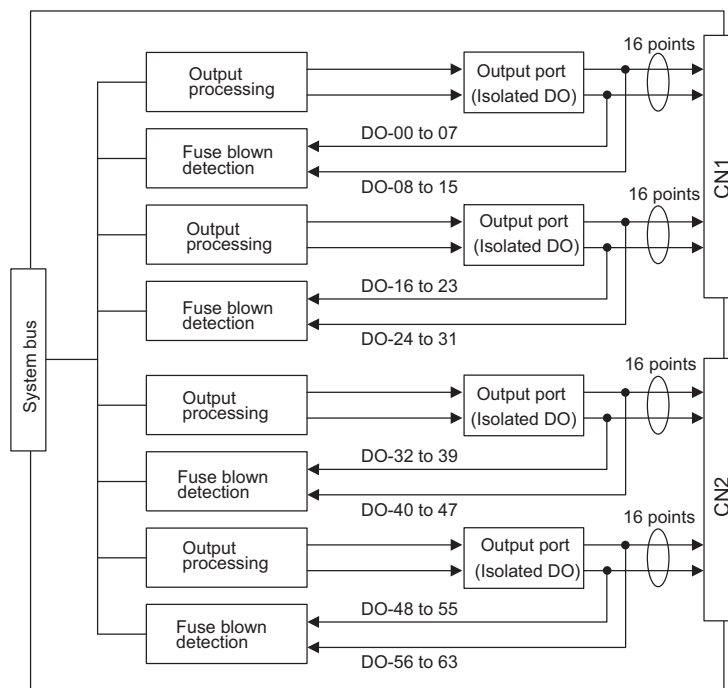 16 points
Output
processing
Output port
(Isolated DO)
DO-00 to 07
Fuse blown
detection
DO-08 to 15
CN1
16 points
Output
processing
Output port
(Isolated DO)
DO-16 to 23
Fuse blown
detection
DO-24 to 31
System bus
16 points
Output
processing
Output port
(Isolated DO)
DO-32 to 39
Fuse blown
detection
DO-40 to 47
CN2
16 points
Output
processing
Output port
(Isolated DO)
DO-48 to 55
Fuse blown
detection
DO-56 to 63